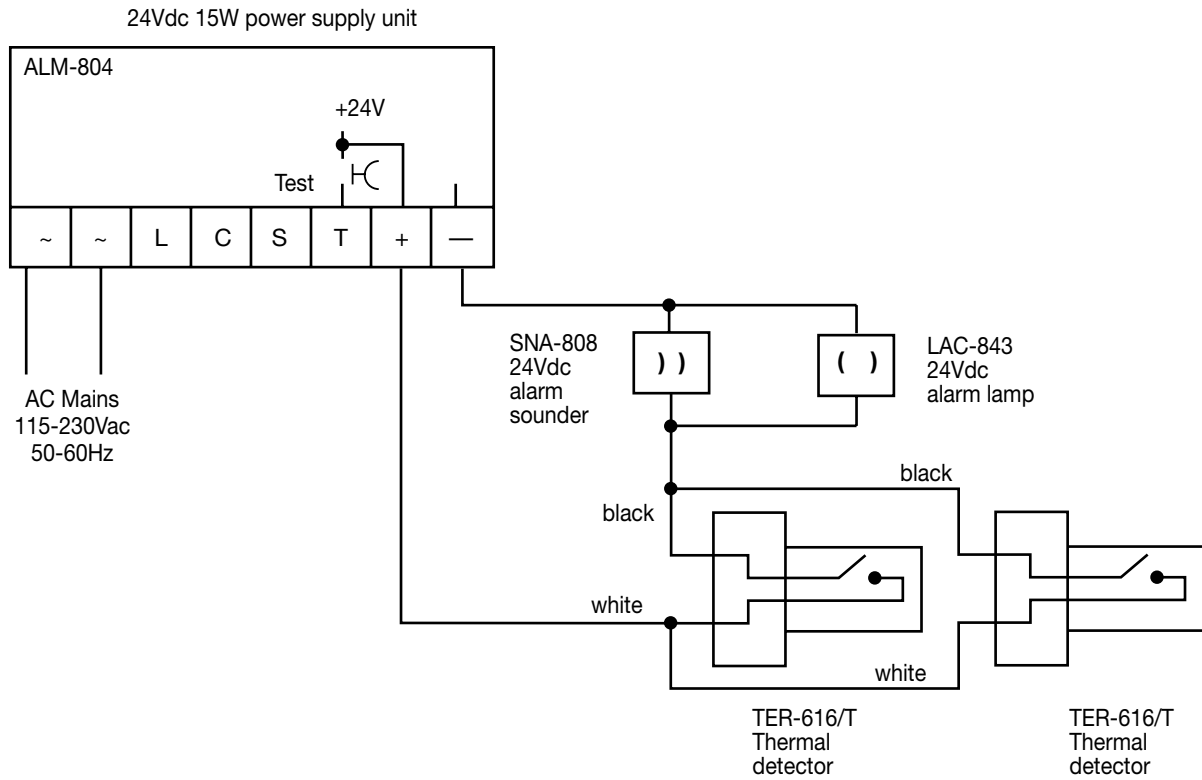 24Vdc 15W power supply unit
ALM-804
+24V
Test
~ ~ L C S T + —
AC Mains
115-230Vac
50-60Hz
SNA-808
24Vdc
alarm
sounder
) )
( )
LAC-843
24Vdc
alarm lamp
black
black
white
white
TER-616/T
Thermal
detector
TER-616/T
Thermal
detector